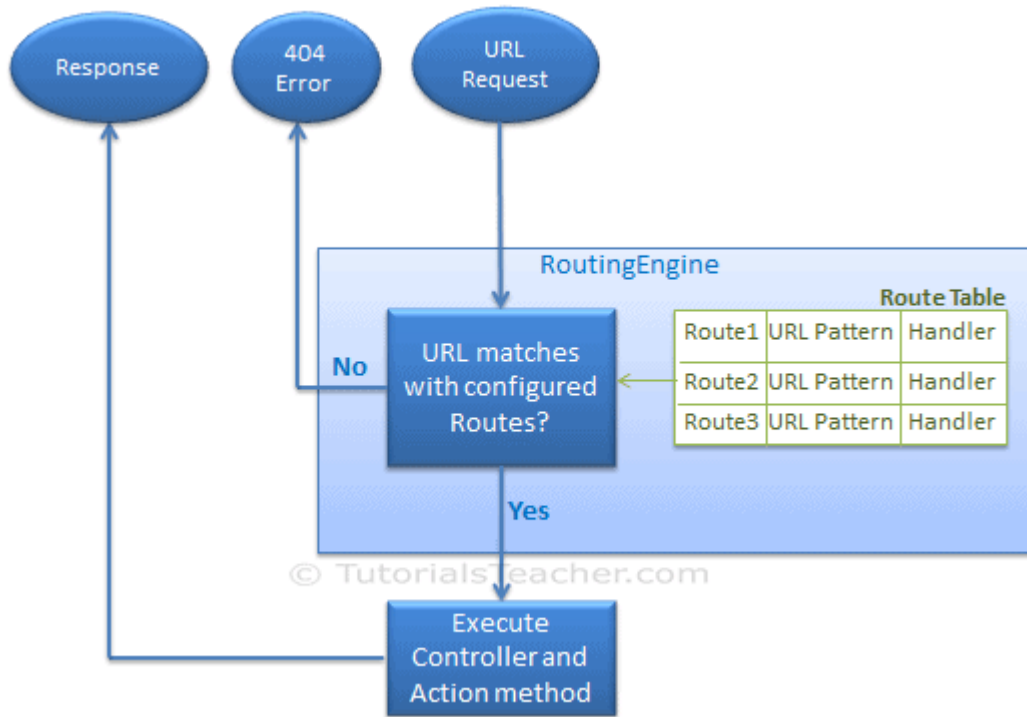 Response
404
Error
URL
Request
RoutingEngine
Route Table
Route1 URL Pattern Handler
Route2 URL Pattern Handler
Route3 URL Pattern Handler
No
URL matches
with configured
Routes?
Yes
© TutorialsTeacher.com
Execute
Controller and
Action method